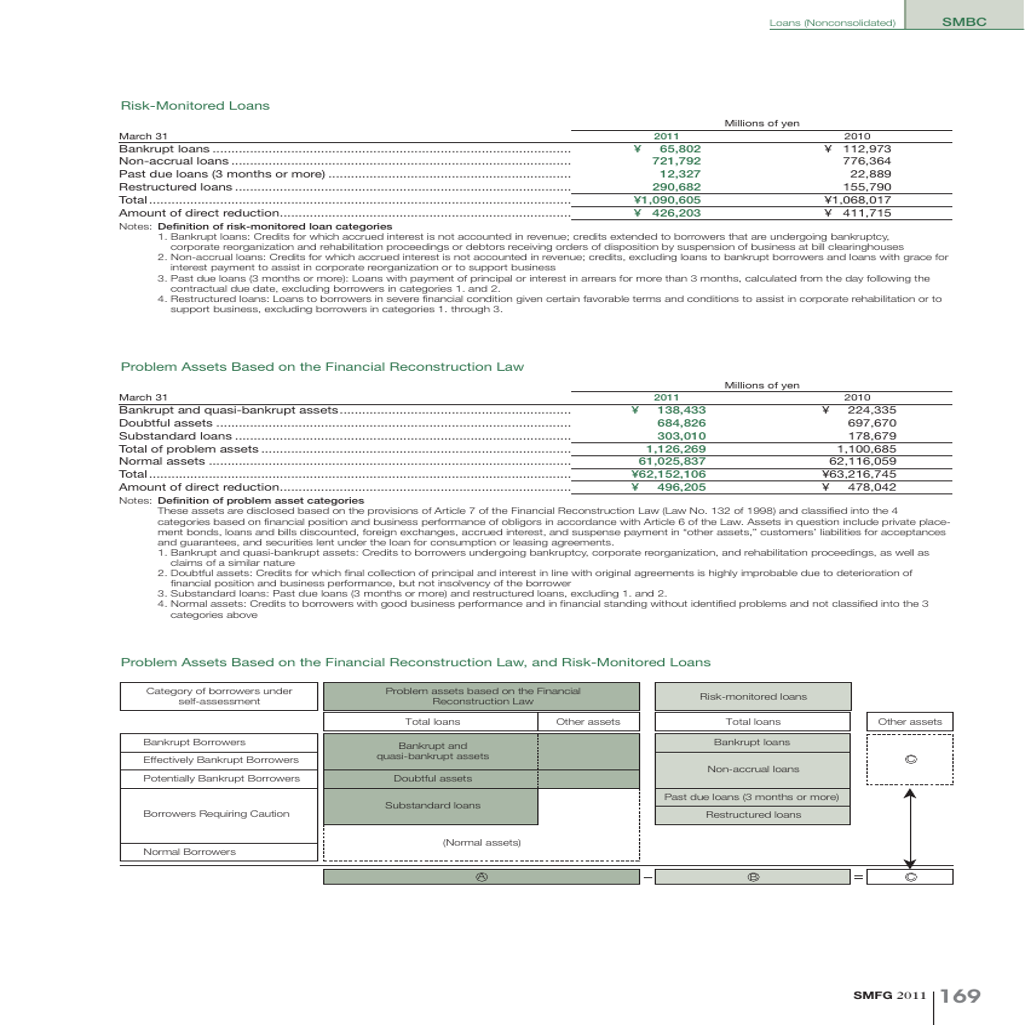 Loans (Nonconsolidated) SMBC
Risk-Monitored Loans
Millions of yen
March 31 2011 2010
Bankrupt loans ¥ 65,802 ¥ 112,973
Non-accrual loans 721,792 776,364
Past due loans (3 months or more) 12,327 22,889
Restructured loans 290,682 155,790
Total ¥1,090,605 ¥1,068,017
Amount of direct reduction ¥ 426,203 ¥ 411,715
Notes: Definition of risk-monitored loan categories
1. Bankrupt loans: Credits for which accrued interest is not accounted in revenue; credits extended to borrowers that are undergoing bankruptcy,
corporate reorganization and rehabilitation proceedings or debtors receiving orders of disposition by suspension of business at bill clearinghouses
2. Non-accrual loans: Credits for which accrued interest is not accounted in revenue; credits, excluding loans to bankrupt borrowers and loans with grace for
interest payment to assist in corporate reorganization or to support business
3. Past due loans (3 months or more): Loans with payment of principal or interest in arrears for more than 3 months, calculated from the day following the
contractual due date, excluding borrowers in categories 1. and 2.
4. Restructured loans: Loans to borrowers in severe financial condition given certain favorable terms and conditions to assist in corporate rehabilitation or to
support business, excluding borrowers in categories 1. through 3.
Problem Assets Based on the Financial Reconstruction Law
Millions of yen
March 31 2011 2010
Bankrupt and quasi-bankrupt assets ¥ 138,433 ¥ 224,335
Doubtful assets 684,826 697,670
Substandard loans 303,010 178,679
Total of problem assets 1,126,269 1,100,685
Normal assets 61,025,837 62,116,059
Total ¥62,152,106 ¥63,216,745
Amount of direct reduction ¥ 496,205 ¥ 478,042
Notes: Definition of problem asset categories
These assets are disclosed based on the provisions of Article 7 of the Financial Reconstruction Law (Law No. 132 of 1998) and classified into the 4
categories based on financial position and business performance of obligors in accordance with Article 6 of the Law. Assets in question include private place-
ment bonds, loans and bills discounted, foreign exchanges, accrued interest, and suspense payment in “other assets,” customers’ liabilities for acceptances
and guarantees, and securities lent under the loan for consumption or leasing agreements.
1. Bankrupt and quasi-bankrupt assets: Credits to borrowers undergoing bankruptcy, corporate reorganization, and rehabilitation proceedings, as well as
claims of a similar nature
2. Doubtful assets: Credits for which final collection of principal and interest in line with original agreements is highly improbable due to deterioration of
financial position and business performance, but not insolvency of the borrower
3. Substandard loans: Past due loans (3 months or more) and restructured loans, excluding 1. and 2.
4. Normal assets: Credits to borrowers with good business performance and in financial standing without identified problems and not classified into the 3
categories above
Problem Assets Based on the Financial Reconstruction Law, and Risk-Monitored Loans
Category of borrowers under
self-assessment
Problem assets based on the Financial
Reconstruction Law
Risk-monitored loans
Total loans Other assets Total loans Other assets
Bankrupt Borrowers
Effectively Bankrupt Borrowers
Potentially Bankrupt Borrowers
Borrowers Requiring Caution
Normal Borrowers
Bankrupt and
quasi-bankrupt assets
Doubtful assets
Substandard loans
(Normal assets)
Bankrupt loans
Non-accrual loans
Past due loans (3 months or more)
Restructured loans
Ⓒ
Ⓐ – Ⓑ = Ⓒ
SMFG 2011 169